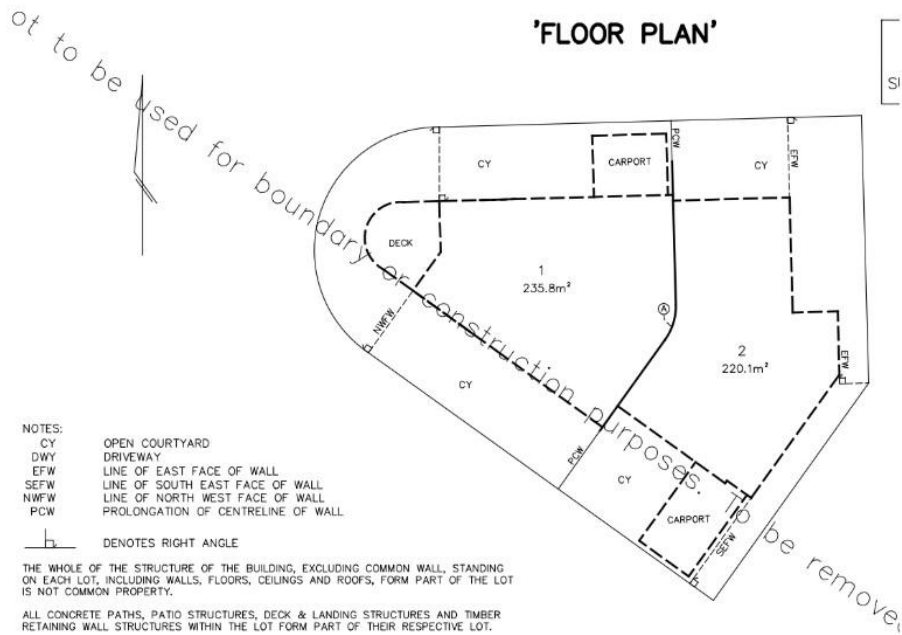 'FLOOR PLAN'
ot to be used for boundary or construction purposes. To be removed
PCW
CY
CARPORT
CY
EFW
DECK
1
235.8m²
A
NWFW
2
220.1m²
EFW
CY
PCW
CY
CARPORT
SEFW
NOTES:
CY OPEN COURTYARD
DWY DRIVEWAY
EFW LINE OF EAST FACE OF WALL
SEFW LINE OF SOUTH EAST FACE OF WALL
NWFW LINE OF NORTH WEST FACE OF WALL
PCW PROLONGATION OF CENTRELINE OF WALL
DENOTES RIGHT ANGLE
THE WHOLE OF THE STRUCTURE OF THE BUILDING, EXCLUDING COMMON WALL, STANDING
ON EACH LOT, INCLUDING WALLS, FLOORS, CEILINGS AND ROOFS, FORM PART OF THE LOT
IS NOT COMMON PROPERTY.
ALL CONCRETE PATHS, PATIO STRUCTURES, DECK & LANDING STRUCTURES AND TIMBER
RETAINING WALL STRUCTURES WITHIN THE LOT FORM PART OF THEIR RESPECTIVE LOT.